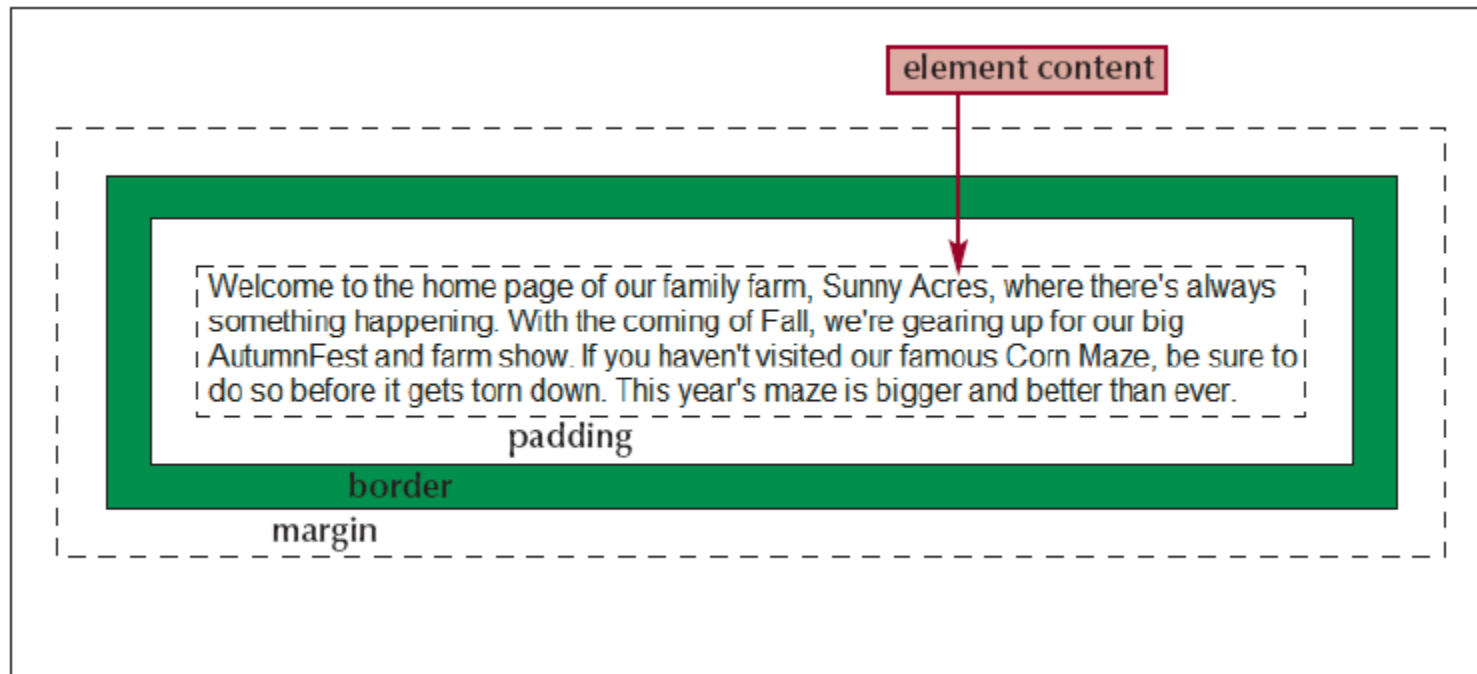 element content
Welcome to the home page of our family farm, Sunny Acres, where there's always
something happening. With the coming of Fall, we're gearing up for our big
AutumnFest and farm show. If you haven't visited our famous Corn Maze, be sure to
do so before it gets torn down. This year's maze is bigger and better than ever.
padding
border
margin